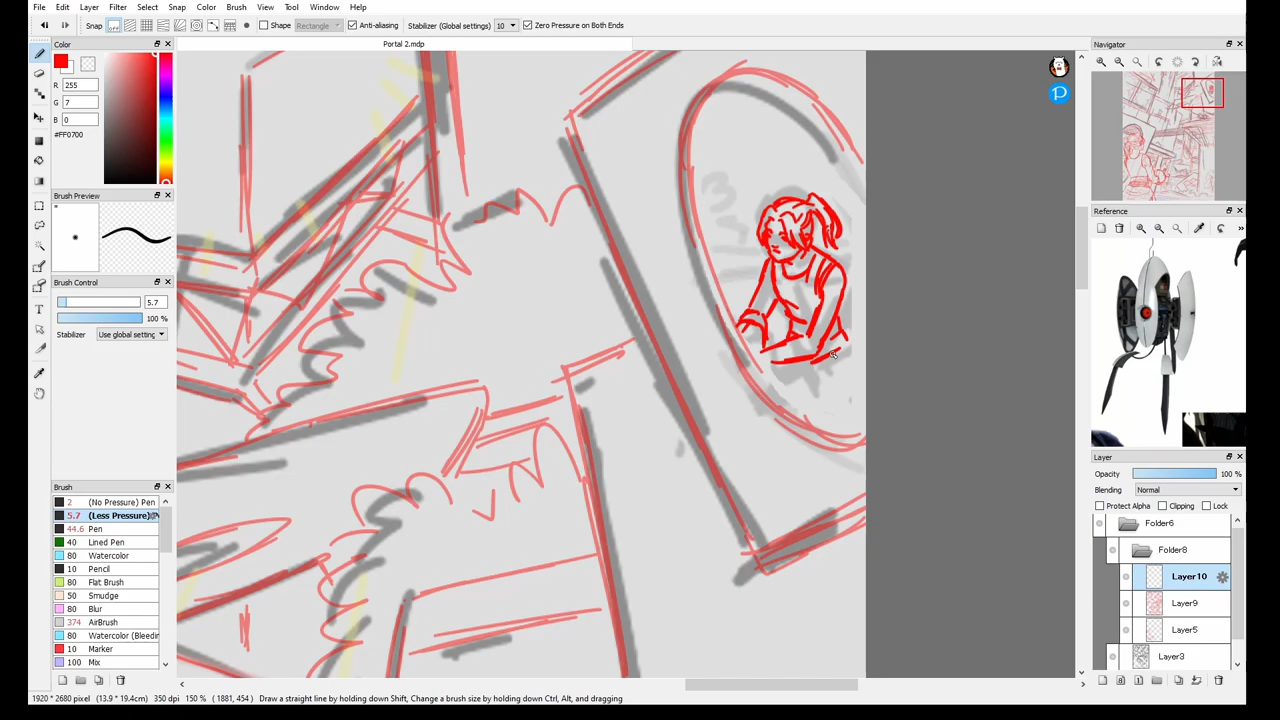 File Edit Layer Filter Select Snap Color Brush View Tool Window Help
Snap Shape Rectangle Anti-aliasing Stabilizer (Global settings) 10 Zero Pressure on Both Ends
Color
Portal 2.mdp
Navigator
R 255
G 7
B 0
#FF0700
Brush Preview
Reference
Brush Control
5.7
100 %
Stabilizer Use global setting
Layer
Opacity 100 %
Blending Normal
Protect Alpha Clipping Lock
Brush
2 (No Pressure) Pen
5.7 (Less Pressure)
44.6 Pen
40 Lined Pen
80 Watercolor
10 Pencil
80 Flat Brush
50 Smudge
80 Blur
374 AirBrush
80 Watercolor (Bleedin
10 Marker
100 Mix
Folder6
Folder8
Layer10
Layer9
Layer5
Layer3
1920 * 2680 pixel (13.9 * 19.4cm) 350 dpi 150 % ( 1881, 454 ) Draw a straight line by holding down Shift, Change a brush size by holding down Ctrl, Alt, and dragging